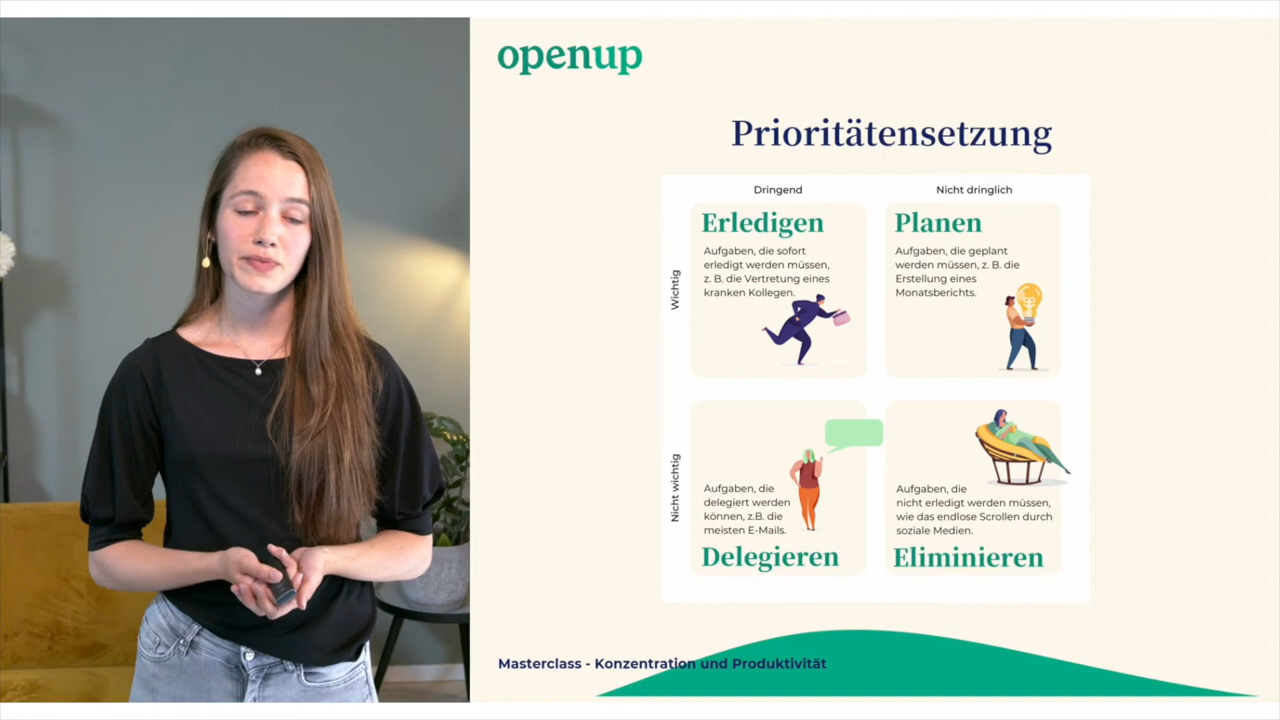 openup
Prioritätensetzung
Dringend
Nicht dringlich
Wichtig
Erledigen
Aufgaben, die sofort
erledigt werden müssen,
z. B. die Vertretung eines
kranken Kollegen.
Planen
Aufgaben, die geplant
werden müssen, z. B. die
Erstellung eines
Monatsberichts.
Nicht wichtig
Aufgaben, die
delegiert werden
können, z.B. die
meisten E-Mails.
Delegieren
Aufgaben, die
nicht erledigt werden müssen,
wie das endlose Scrollen durch
soziale Medien.
Eliminieren
Masterclass - Konzentration und Produktivität